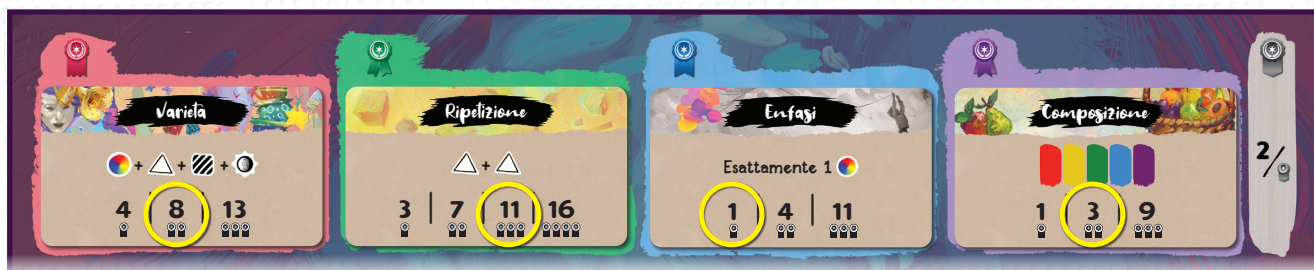 Varietà
+ + +
4 | 8 | 13
Ripetizione
+
3 | 7 | 11 | 16
Enfasi
Esattamente 1
1 | 4 | 11
Composizione
1 | 3 | 9
2/